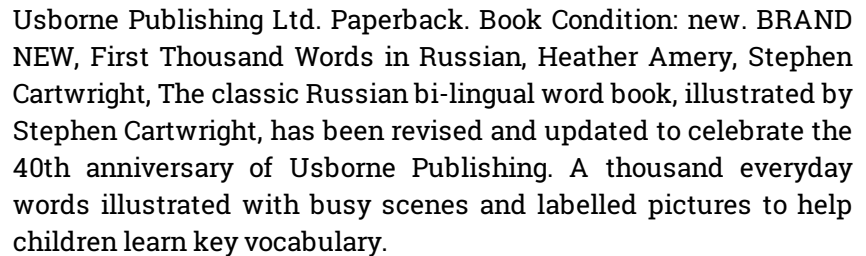 Usborne Publishing Ltd. Paperback. Book Condition: new. BRAND
NEW, First Thousand Words in Russian, Heather Amery, Stephen
Cartwright, The classic Russian bi-lingual word book, illustrated by
Stephen Cartwright, has been revised and updated to celebrate the
40th anniversary of Usborne Publishing. A thousand everyday
words illustrated with busy scenes and labelled pictures to help
children learn key vocabulary.